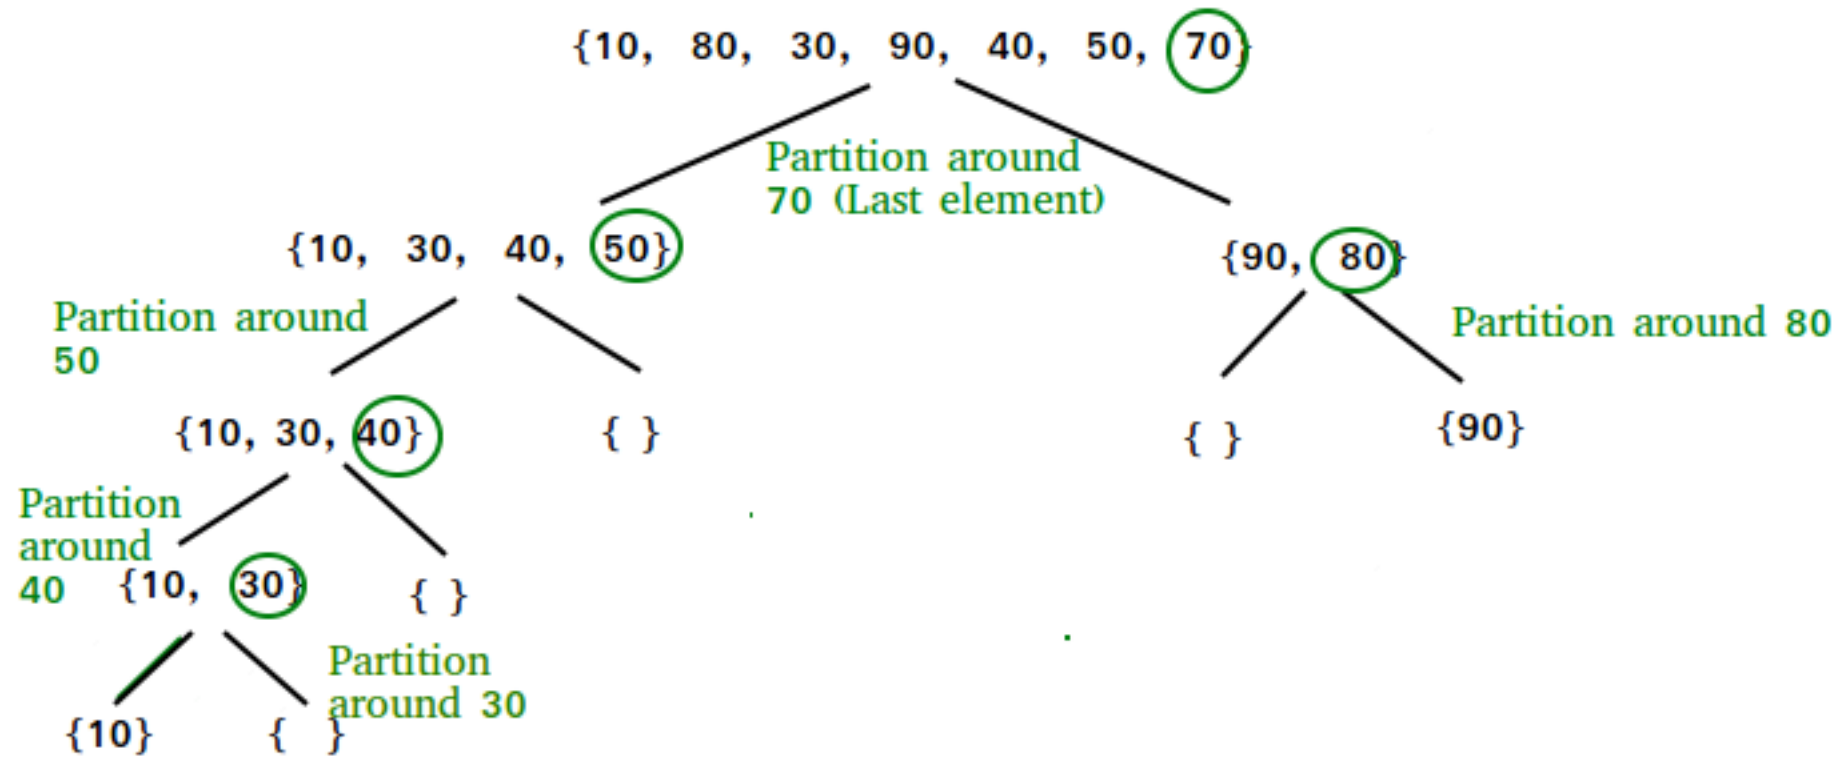 {10, 80, 30, 90, 40, 50, 70}
Partition around
70 (Last element)
{10, 30, 40, 50}
{90, 80}
Partition around
50
Partition around 80
{10, 30, 40}
{ }
{ }
{90}
Partition
around
40
{10, 30}
{ }
Partition
around 30
{10}
{ }